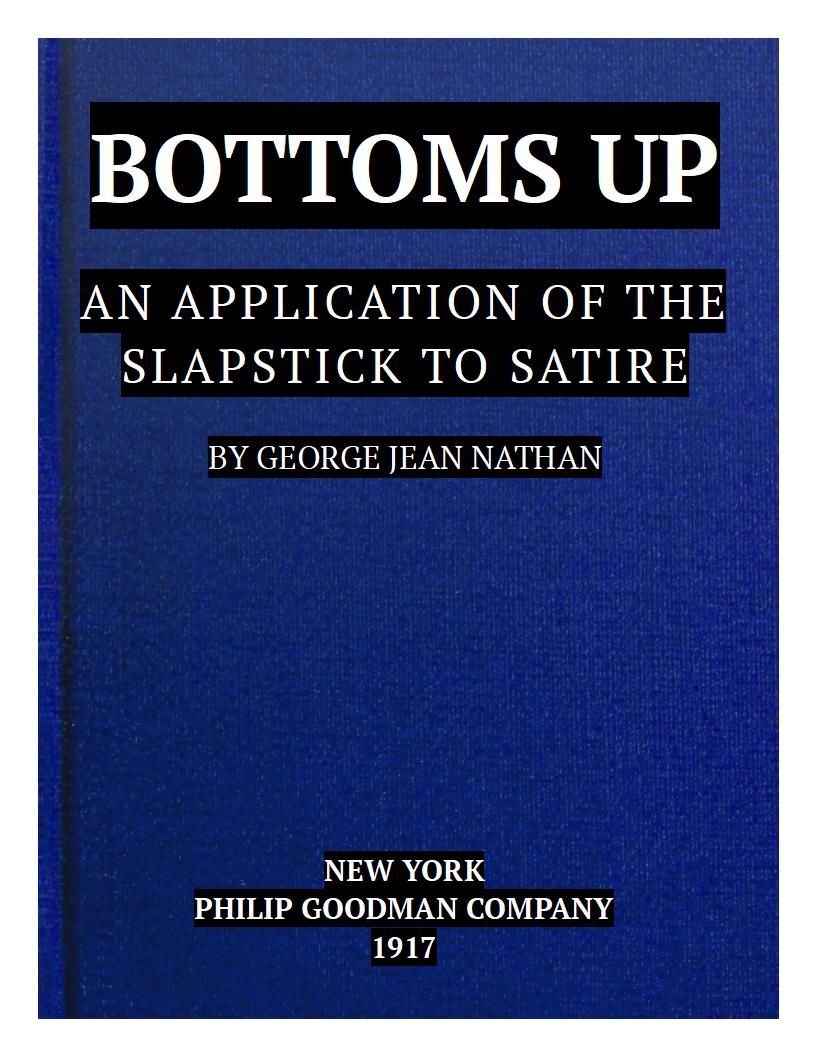 BOTTOMS UP
AN APPLICATION OF THE
SLAPSTICK TO SATIRE
BY GEORGE JEAN NATHAN
NEW YORK
PHILIP GOODMAN COMPANY
1917